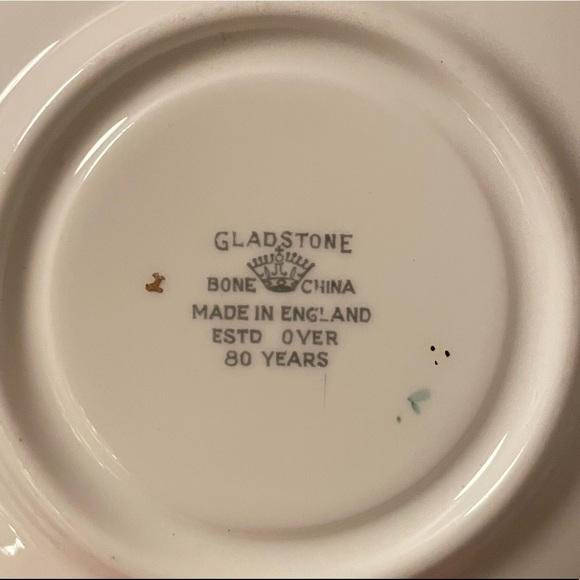 GLADSTONE
BONE CHINA
MADE IN ENGLAND
ESTD OVER
80 YEARS